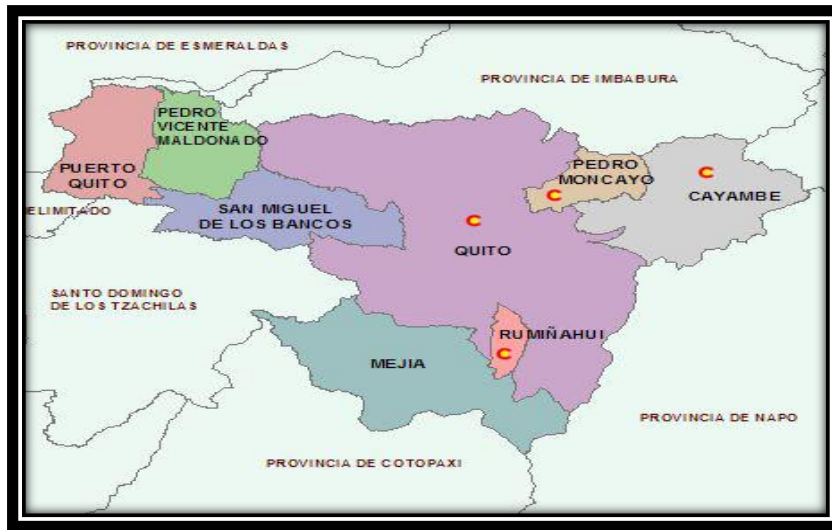 PROVINCIA DE ESMERALDAS
PROVINCIA DE IMBABURA
PEDRO
VICENTE
MALDONADO
PUERTO
QUITO
PEDRO
MONCAYO
C
C
CAYAMBE
ELIMITADO
SAN MIGUEL
DE LOS BANCOS
C
QUITO
SANTO DOMINGO
DE LOS TZACHILAS
RUMIÑAHUI
C
MEJIA
PROVINCIA DE NAPO
PROVINCIA DE COTOPAXI